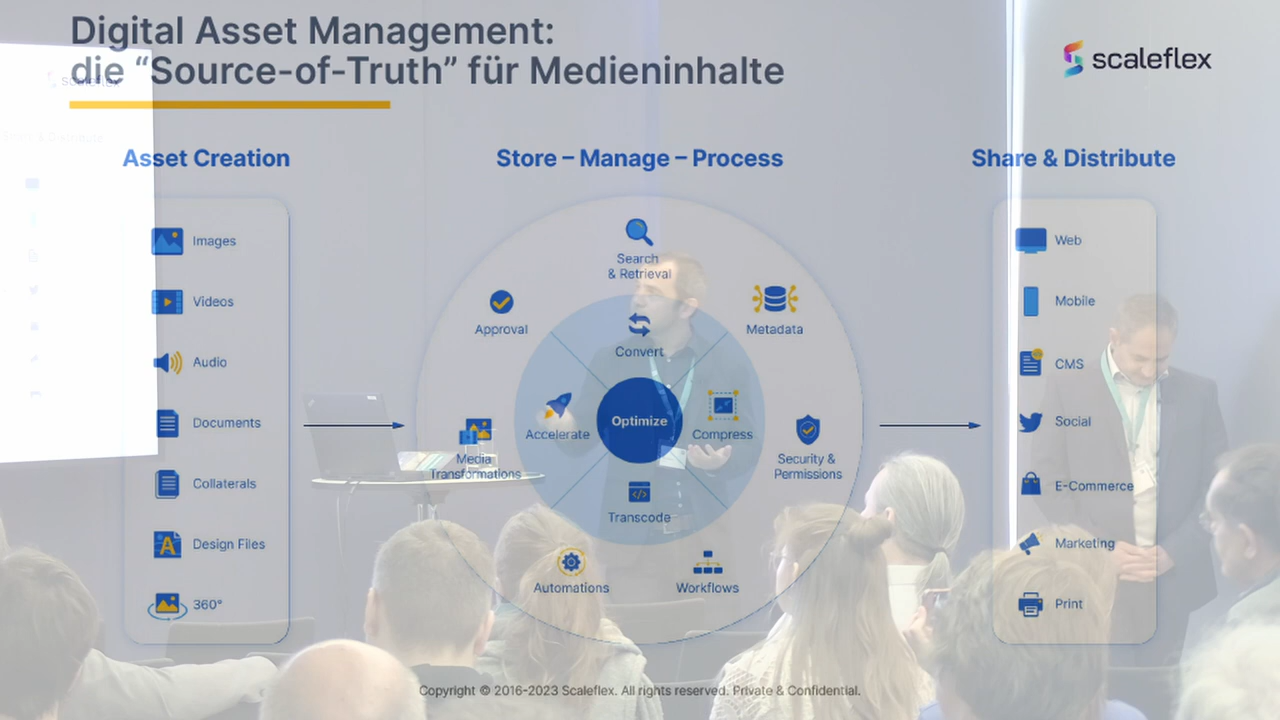 Digital Asset Management:
die “Source-of-Truth” für Medieninhalte
scaleflex
Asset Creation
Images
Videos
Audio
Documents
Collaterals
Design Files
360°
Store – Manage – Process
Search
& Retrieval
Approval
Metadata
Convert
Accelerate
Optimize
Compress
Media
Transformations
Security &
Permissions
Transcode
Automations
Workflows
Share & Distribute
Web
Mobile
CMS
Social
E-Commerce
Marketing
Print
Copyright © 2016-2023 Scaleflex. All rights reserved. Private & Confidential.